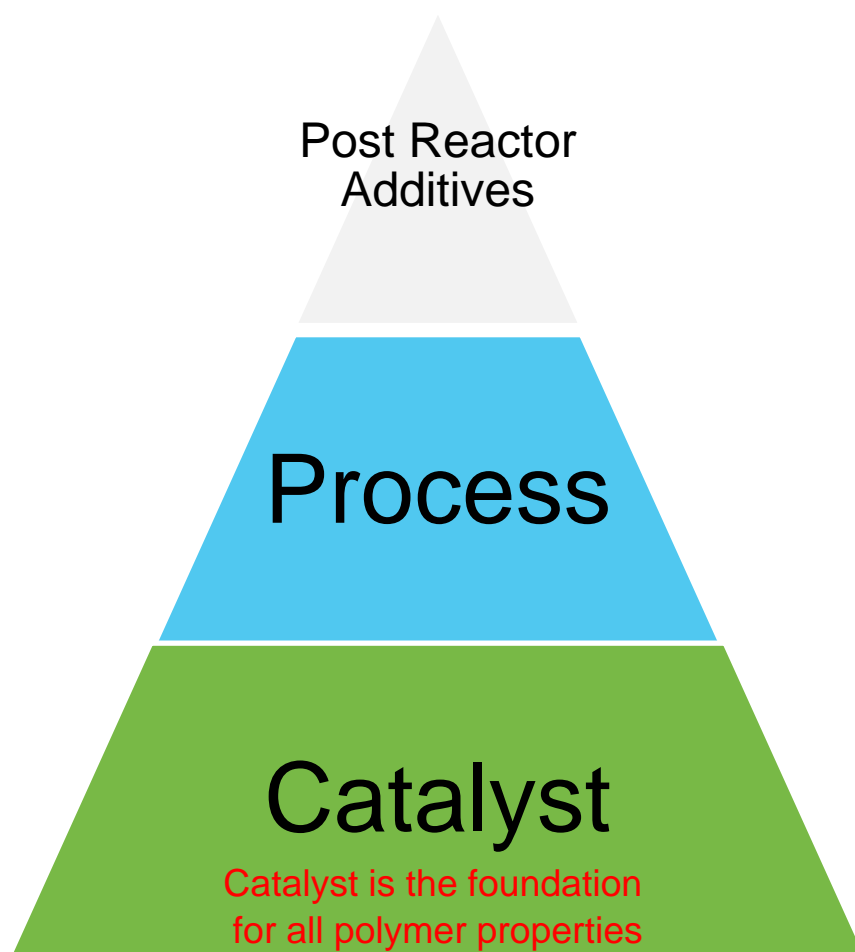 Post Reactor
Additives
Process
Catalyst
Catalyst is the foundation
for all polymer properties